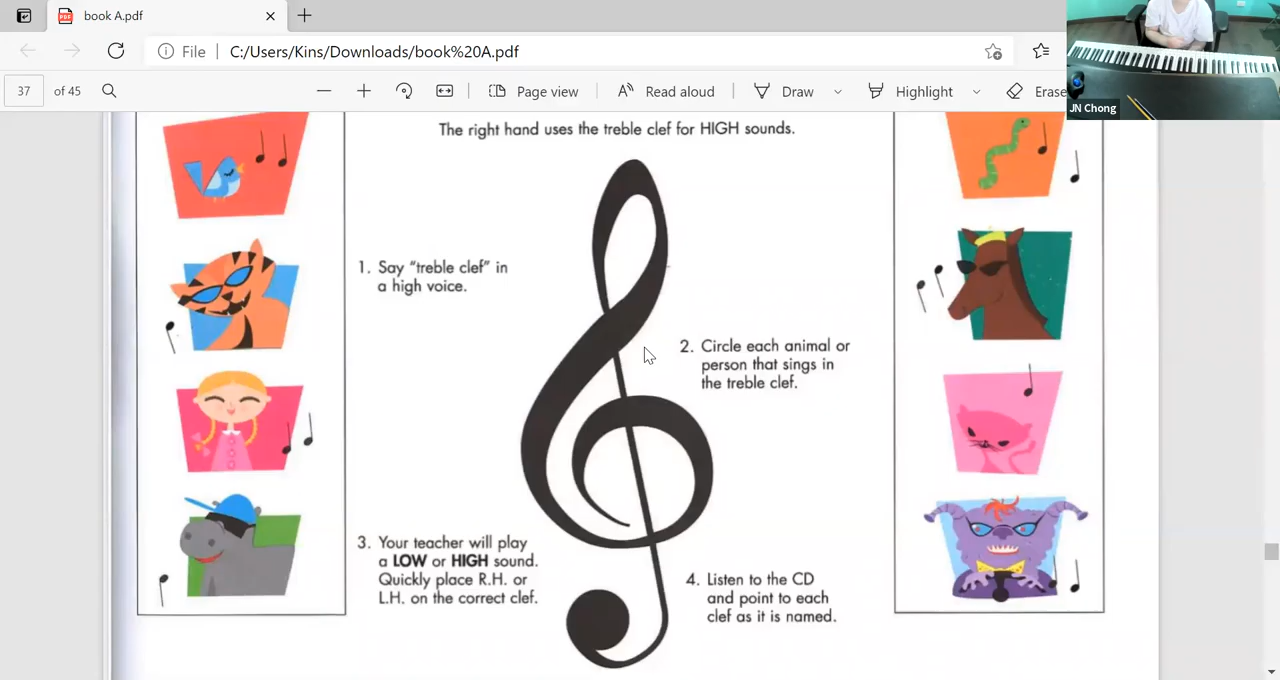 book A.pdf
File
C:/Users/Kins/Downloads/book%20A.pdf
37 of 45
Page view
Read aloud
Draw
Highlight
Erase
JN Chong
The right hand uses the treble clef for HIGH sounds.
1. Say "treble clef" in
a high voice.
2. Circle each animal or
person that sings in
the treble clef.
3. Your teacher will play
a LOW or HIGH sound.
Quickly place R.H. or
L.H. on the correct clef.
4. Listen to the CD
and point to each
clef as it is named.